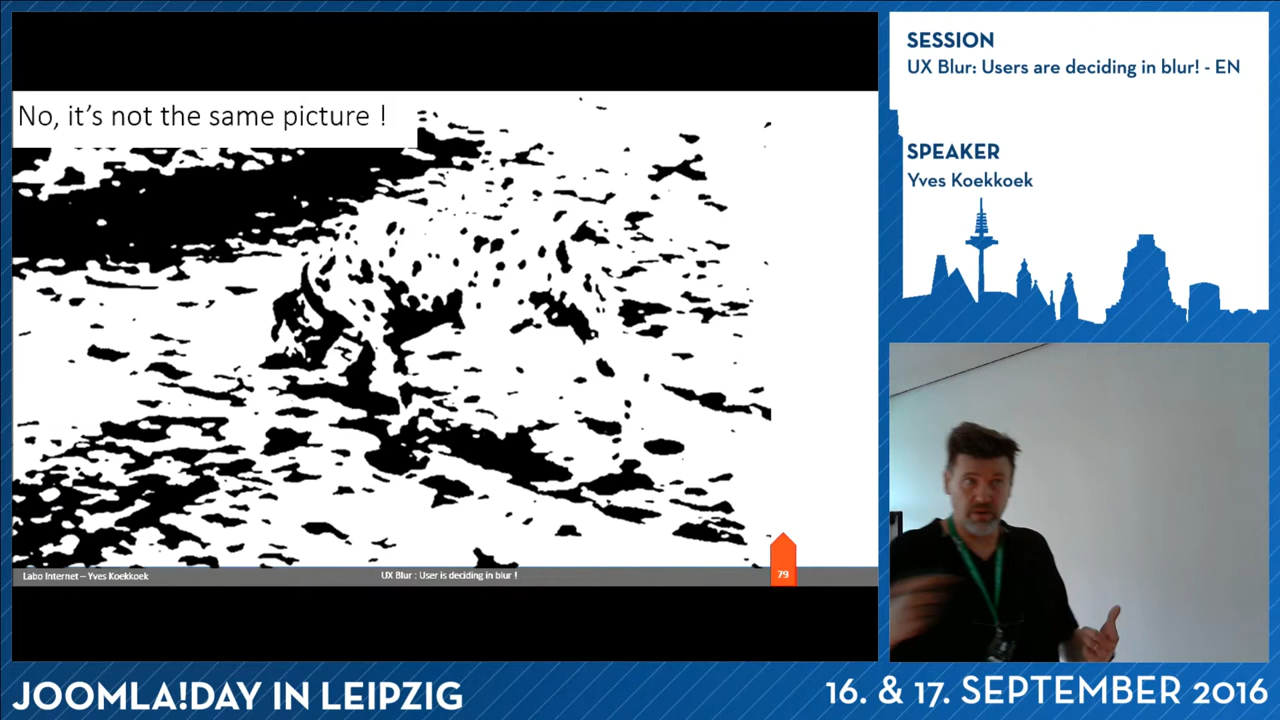 No, it's not the same picture !
Labo Internet – Yves Koekkoek
UX Blur : User is deciding in blur !
79
SESSION
UX Blur: Users are deciding in blur! - EN
SPEAKER
Yves Koekkoek
JOOMLA!DAY IN LEIPZIG
16. & 17. SEPTEMBER 2016